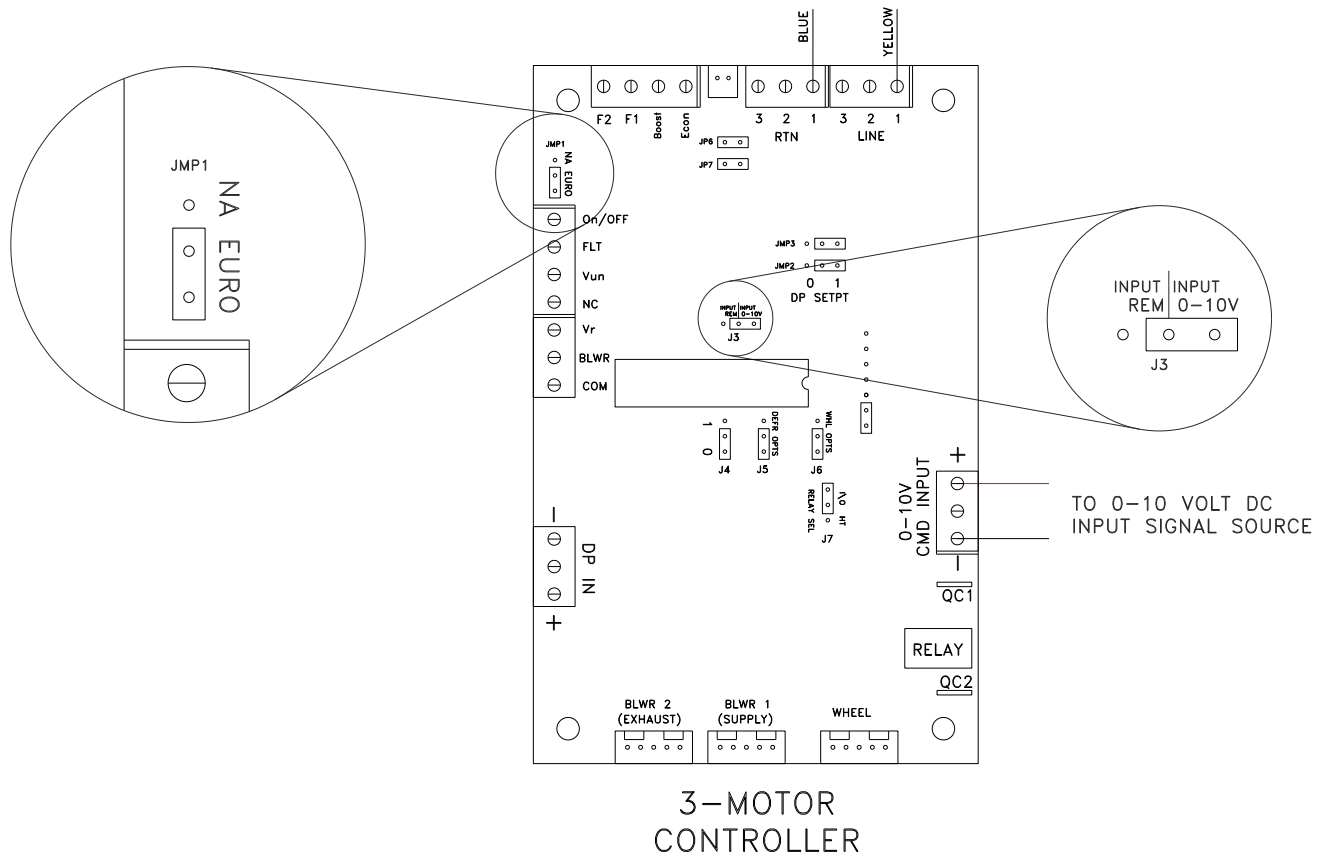 BLUE
YELLOW
F2 F1 Boost Econ
3 2 1
RTN
3 2 1
LINE
JMP1
NA EURO
JP6
JP7
JMP1
NA EURO
On/OFF
FLT
Vun
NC
Vr
BLWR
COM
JMP3
JMP2
0 1
DP SETPT
INPUT INPUT
REM 0-10V
J3
INPUT INPUT
REM 0-10V
J3
1 0
J4
DEFR OPTS
J5
WHL OPTS
J6
RELAY SEL
HT
J7
+
0-10V
CMD INPUT
-
TO 0-10 VOLT DC
INPUT SIGNAL SOURCE
-
DP IN
+
QC1
RELAY
QC2
BLWR 2
(EXHAUST)
BLWR 1
(SUPPLY)
WHEEL
3-MOTOR
CONTROLLER